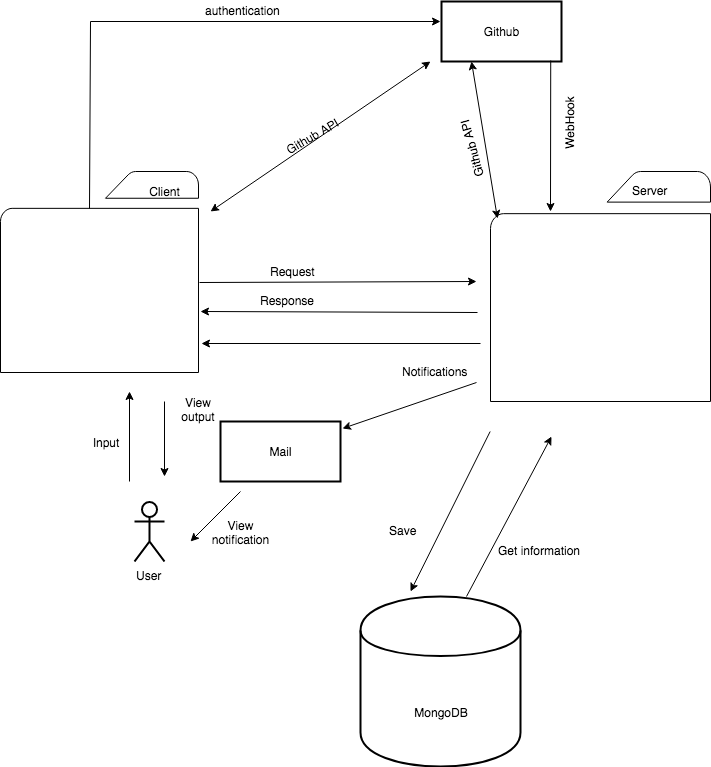 authentication
Github
Github API
Github API
WebHook
Client
Server
Request
Response
Notifications
View
output
Input
Mail
View
notification
User
Save
Get information
MongoDB